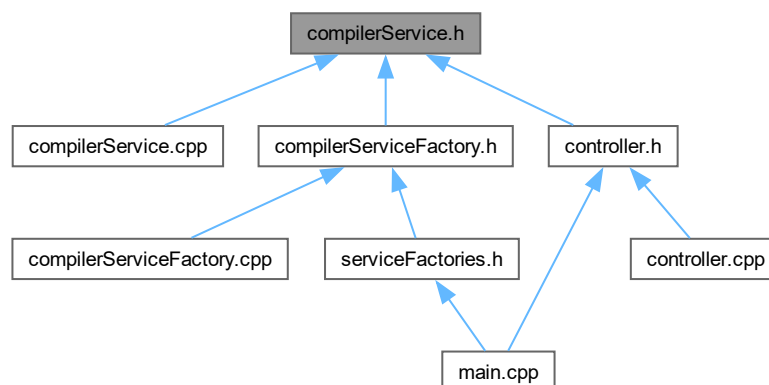 compilerService.h
compilerService.cpp
compilerServiceFactory.h
controller.h
compilerServiceFactory.cpp
serviceFactories.h
controller.cpp
main.cpp